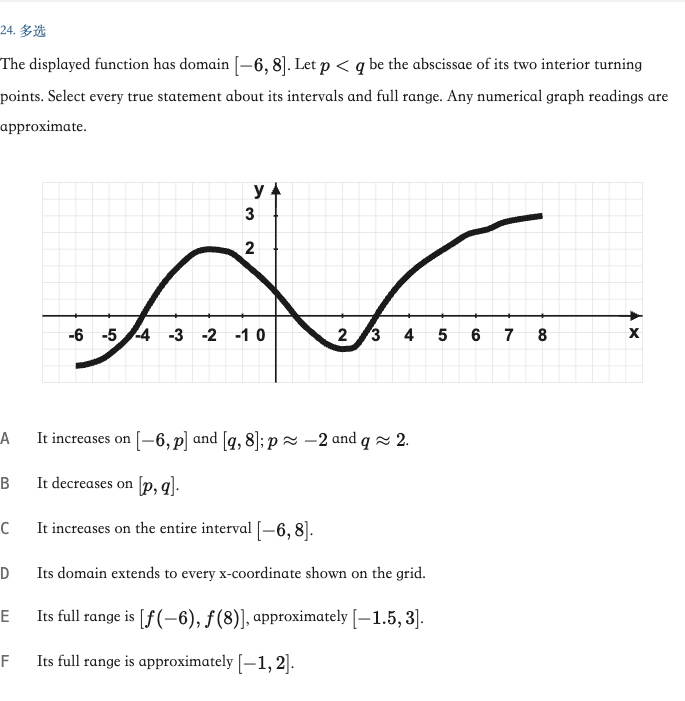 24. 多选
The displayed function has domain [−6, 8]. Let p < q be the abscissae of its two interior turning
points. Select every true statement about its intervals and full range. Any numerical graph readings are
approximate.
y
3
2
-6 -5 -4 -3 -2 -1 0 2 3 4 5 6 7 8 x
A It increases on [−6, p] and [q, 8]; p ≈ −2 and q ≈ 2.
B It decreases on [p, q].
C It increases on the entire interval [−6, 8].
D Its domain extends to every x-coordinate shown on the grid.
E Its full range is [f(−6), f(8)], approximately [−1.5, 3].
F Its full range is approximately [−1, 2].